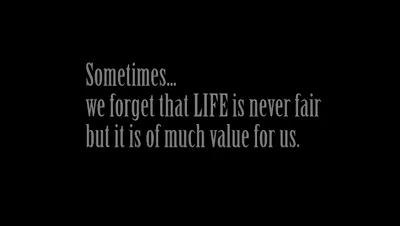 Sometimes...
we forget that LIFE is never fair
but it is of much value for us.